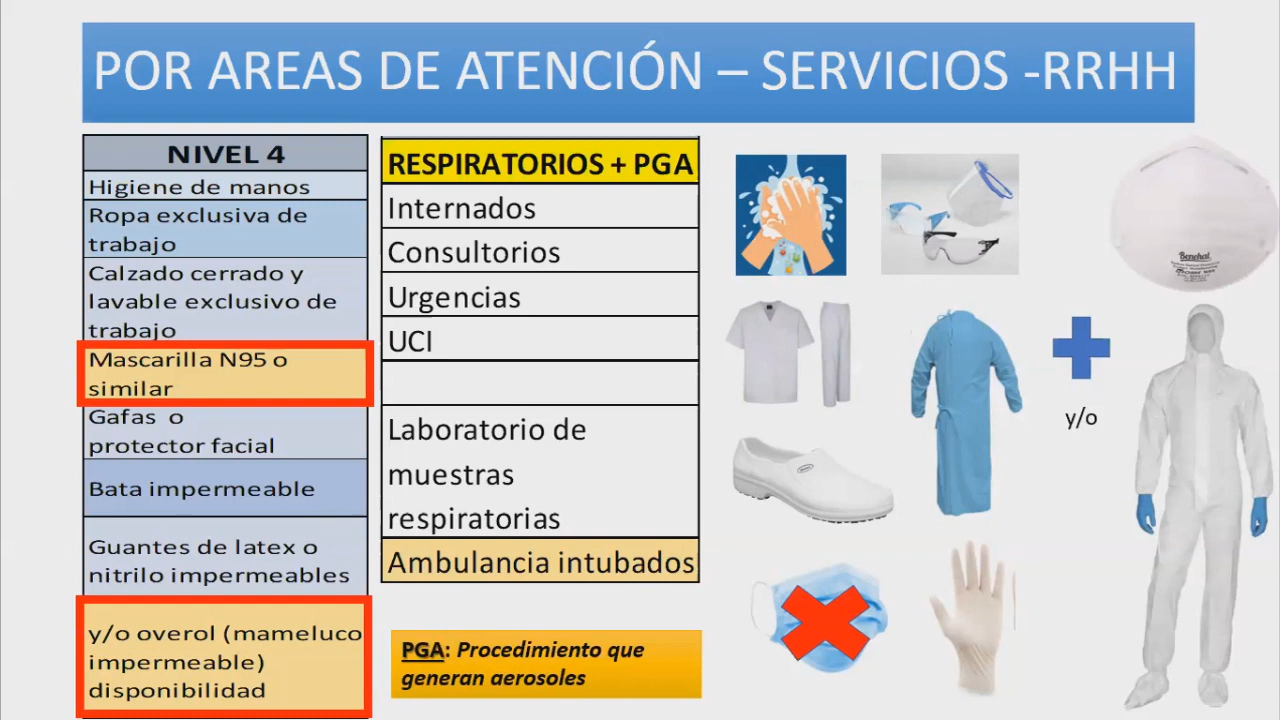 POR AREAS DE ATENCIÓN – SERVICIOS -RRHH
NIVEL 4
Higiene de manos
Ropa exclusiva de
trabajo
Calzado cerrado y
lavable exclusivo de
trabajo
Mascarilla N95 o
similar
Gafas o
protector facial
Bata impermeable
Guantes de latex o
nitrilo impermeables
y/o overol (mameluco
impermeable)
disponibilidad
RESPIRATORIOS + PGA
Internados
Consultorios
Urgencias
UCI
Laboratorio de
muestras
respiratorias
Ambulancia intubados
PGA: Procedimiento que
generan aerosoles
y/o
Benehal